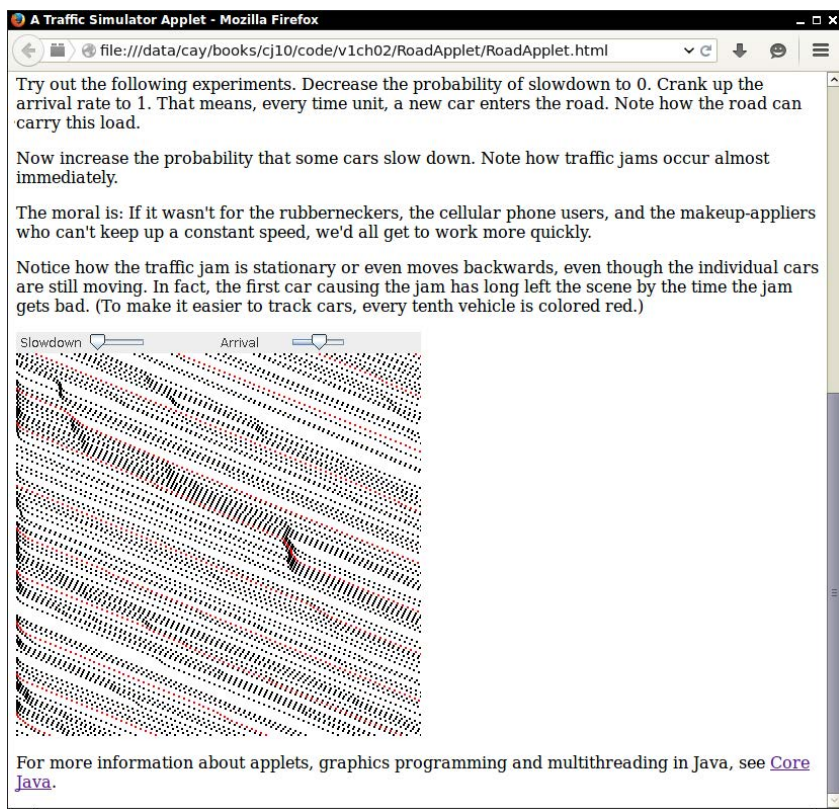 A Traffic Simulator Applet - Mozilla Firefox
file:///data/cay/books/cj10/code/v1ch02/RoadApplet/RoadApplet.html
Try out the following experiments. Decrease the probability of slowdown to 0. Crank up the
arrival rate to 1. That means, every time unit, a new car enters the road. Note how the road can
carry this load.
Now increase the probability that some cars slow down. Note how traffic jams occur almost
immediately.
The moral is: If it wasn't for the rubberneckers, the cellular phone users, and the makeup-appliers
who can't keep up a constant speed, we'd all get to work more quickly.
Notice how the traffic jam is stationary or even moves backwards, even though the individual cars
are still moving. In fact, the first car causing the jam has long left the scene by the time the jam
gets bad. (To make it easier to track cars, every tenth vehicle is colored red.)
Slowdown Arrival
For more information about applets, graphics programming and multithreading in Java, see Core
Java.